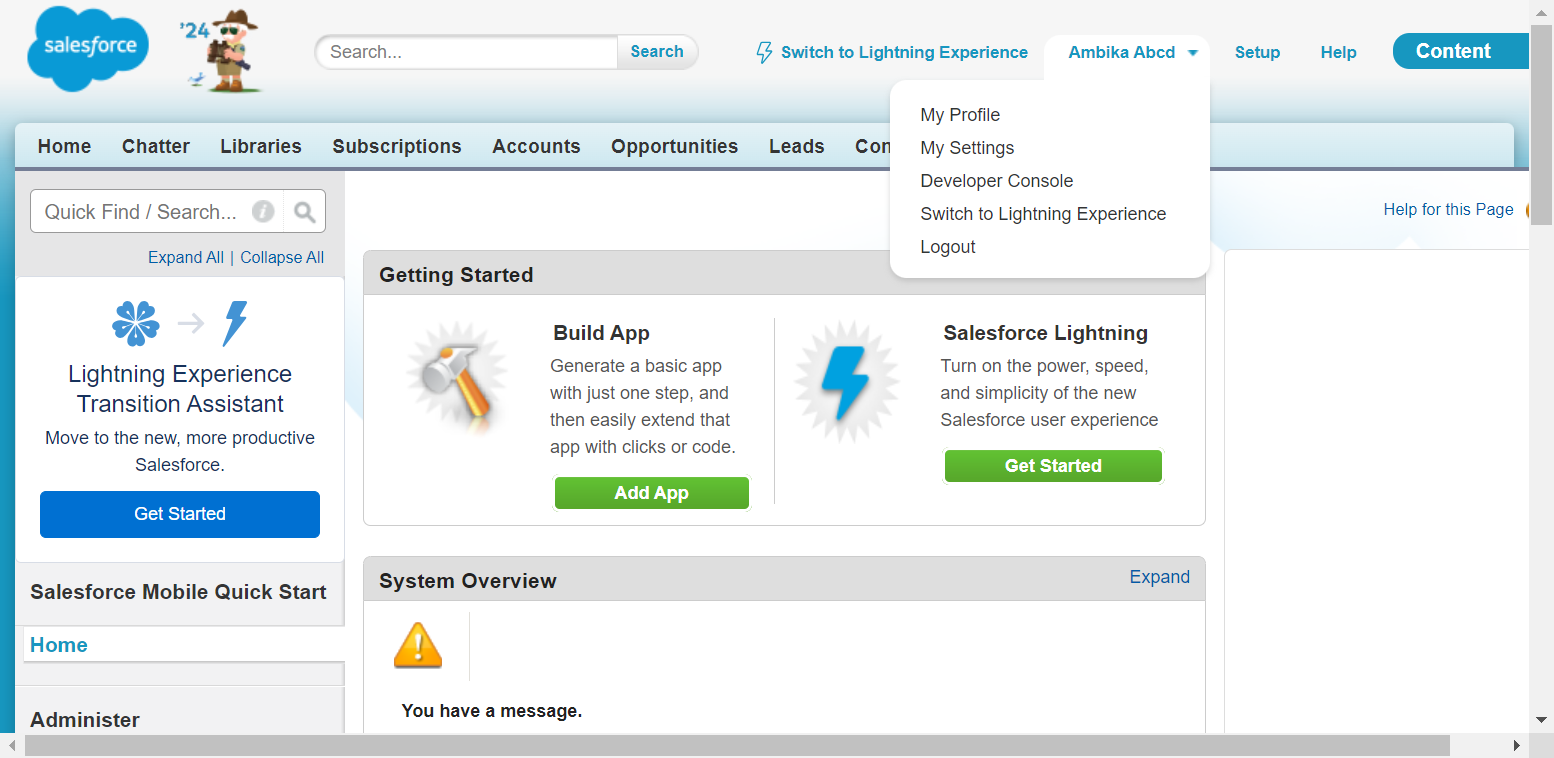 salesforce
'24
Search...
Search
Switch to Lightning Experience
Ambika Abcd
Setup
Help
Content
My Profile
My Settings
Developer Console
Switch to Lightning Experience
Logout
Home
Chatter
Libraries
Subscriptions
Accounts
Opportunities
Leads
Con
Quick Find / Search...
Expand All | Collapse All
Lightning Experience
Transition Assistant
Move to the new, more productive
Salesforce.
Get Started
Salesforce Mobile Quick Start
Home
Administer
Help for this Page
Getting Started
Build App
Generate a basic app
with just one step, and
then easily extend that
app with clicks or code.
Add App
Salesforce Lightning
Turn on the power, speed,
and simplicity of the new
Salesforce user experience
Get Started
System Overview
Expand
You have a message.